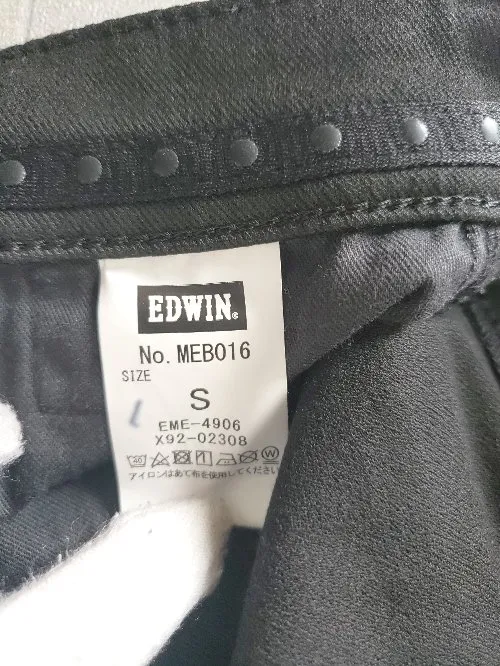 EDWIN®
No. MEB016
SIZE
S
EME-4906
X92-02308
40 W
アイロンはあて布を使用してください